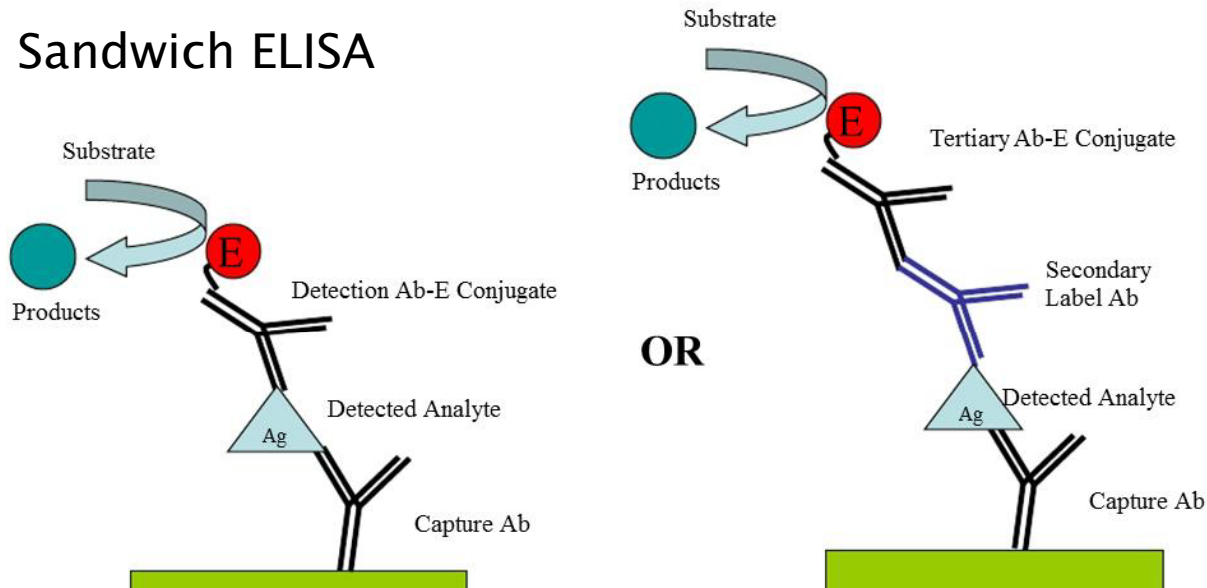 Sandwich ELISA
Substrate
E
Products
Detection Ab-E Conjugate
Detected Analyte
Ag
Capture Ab
OR
Substrate
E
Tertiary Ab-E Conjugate
Products
Secondary
Label Ab
Detected Analyte
Ag
Capture Ab